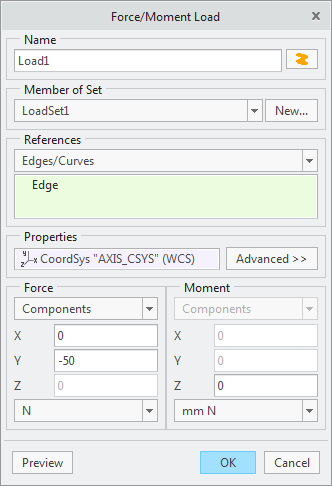 Force/Moment Load
Name
Load1
Member of Set
LoadSet1 New...
References
Edges/Curves
Edge
Properties
y z x CoordSys "AXIS_CSYS" (WCS) Advanced >>
Force Moment
Components Components
X 0 X 0
Y -50 Y 0
Z 0 Z 0
N mm N
Preview OK Cancel